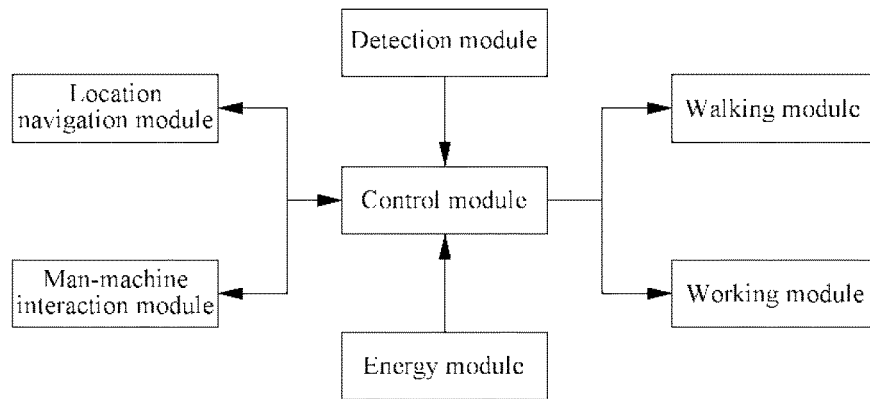 Detection module
Location
navigation module
Walking module
Control module
Man-machine
interaction module
Working module
Energy module